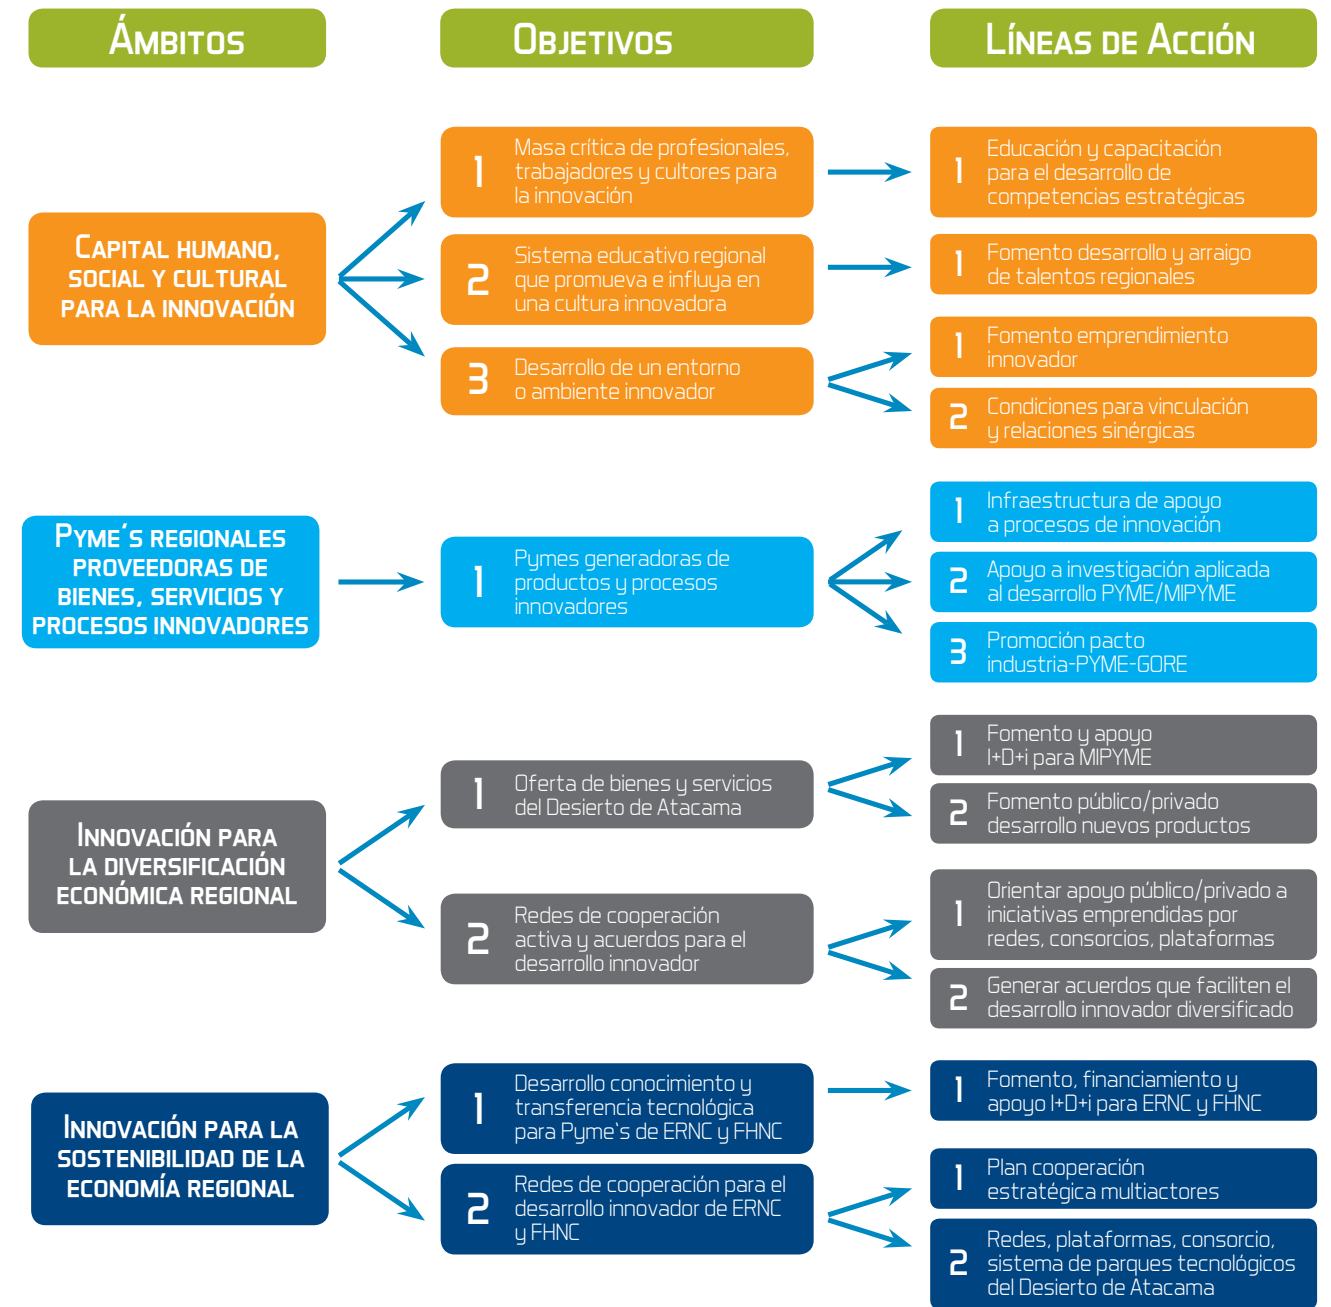 ÁMBITOS
OBJETIVOS
LÍNEAS DE ACCIÓN
CAPITAL HUMANO,
SOCIAL Y CULTURAL
PARA LA INNOVACIÓN
1
Masa crítica de profesionales,
trabajadores y cultores para
la innovación
1
Educación y capacitación
para el desarrollo de
competencias estratégicas
2
Sistema educativo regional
que promueva e influya en
una cultura innovadora
1
Fomento desarrollo y arraigo
de talentos regionales
3
Desarrollo de un entorno
o ambiente innovador
1
Fomento emprendimiento
innovador
2
Condiciones para vinculación
y relaciones sinérgicas
PYME´S REGIONALES
PROVEEDORAS DE
BIENES, SERVICIOS Y
PROCESOS INNOVADORES
1
Pymes generadoras de
productos y procesos
innovadores
1
Infraestructura de apoyo
a procesos de innovación
2
Apoyo a investigación aplicada
al desarrollo PYME/MIPYME
3
Promoción pacto
industria-PYME-GORE
INNOVACIÓN PARA
LA DIVERSIFICACIÓN
ECONÓMICA REGIONAL
1
Oferta de bienes y servicios
del Desierto de Atacama
1
Fomento y apoyo
I+D+i para MIPYME
2
Fomento público/privado
desarrollo nuevos productos
2
Redes de cooperación
activa y acuerdos para el
desarrollo innovador
1
Orientar apoyo público/privado a
iniciativas emprendidas por
redes, consorcios, plataformas
2
Generar acuerdos que faciliten el
desarrollo innovador diversificado
INNOVACIÓN PARA LA
SOSTENIBILIDAD DE LA
ECONOMÍA REGIONAL
1
Desarrollo conocimiento y
transferencia tecnológica
para Pyme`s de ERNC y FHNC
1
Fomento, financiamiento y
apoyo I+D+i para ERNC y FHNC
2
Redes de cooperación para el
desarrollo innovador de ERNC
y FHNC
1
Plan cooperación
estratégica multiactores
2
Redes, plataformas, consorcio,
sistema de parques tecnológicos
del Desierto de Atacama